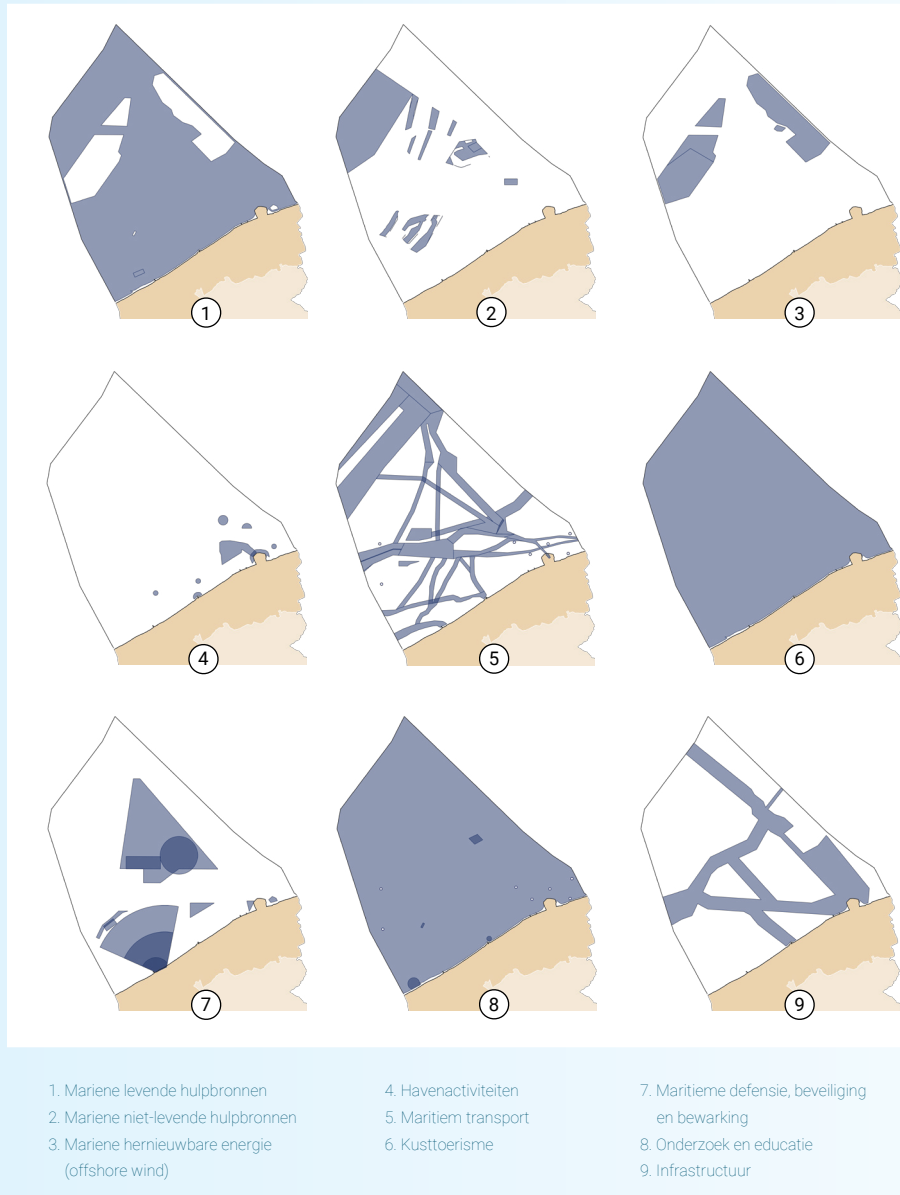 1
2
3
4
5
6
7
8
9
1. Mariene levende hulpbronnen
2. Mariene niet-levende hulpbronnen
3. Mariene hernieuwbare energie
(offshore wind)
4. Havenactiviteiten
5. Maritiem transport
6. Kusttoerisme
7. Maritieme defensie, beveiliging
en bewarking
8. Onderzoek en educatie
9. Infrastructuur